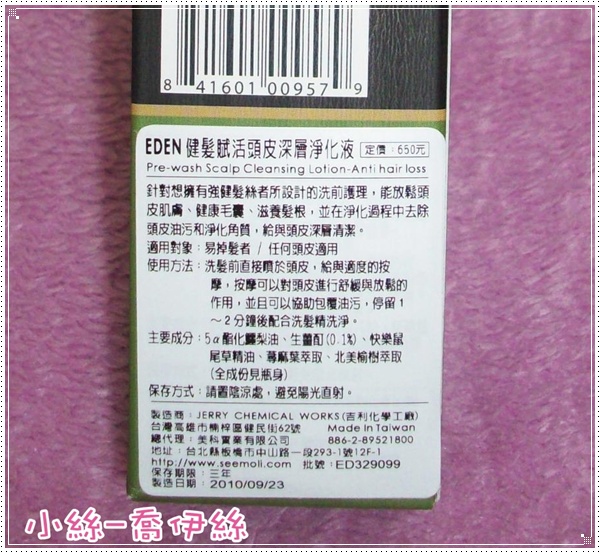 8 41601 00957 9
EDEN 健髮賦活頭皮深層淨化液 定價：650元
Pre-wash Scalp Cleansing Lotion-Anti hair loss
針對想擁有強健髮絲者所設計的洗前護理，能放鬆頭
皮肌膚、健康毛囊、滋養髮根，並在淨化過程中去除
頭皮油污和淨化角質，給與頭皮深層清潔。
適用對象：易掉髮者 / 任何頭皮適用
使用方法：洗髮前直接噴於頭皮，給與適度的按
摩，按摩可以對頭皮進行舒緩與放鬆的
作用，並且可以協助包覆油污，停留1
～2分鐘後配合洗髮精洗淨。
主要成分：5α酯化鱷梨油、生薑酊(0.1%)、快樂鼠
尾草精油、蕁麻葉萃取、北美榆樹萃取
(全成份見瓶身)
保存方式：請置陰涼處，避免陽光直射。
製造商：JERRY CHEMICAL WORKS(吉利化學工廠)
台灣高雄市楠梓區健民街62號 Made In Taiwan
總代理：美科實業有限公司 886-2-89521800
地址：台北縣板橋市中山路一段293-1號12F-1
http://www.seemoli.com 批號：ED329099
保存期限：三年
製造日期：2010/09/23
小絲-喬伊絲